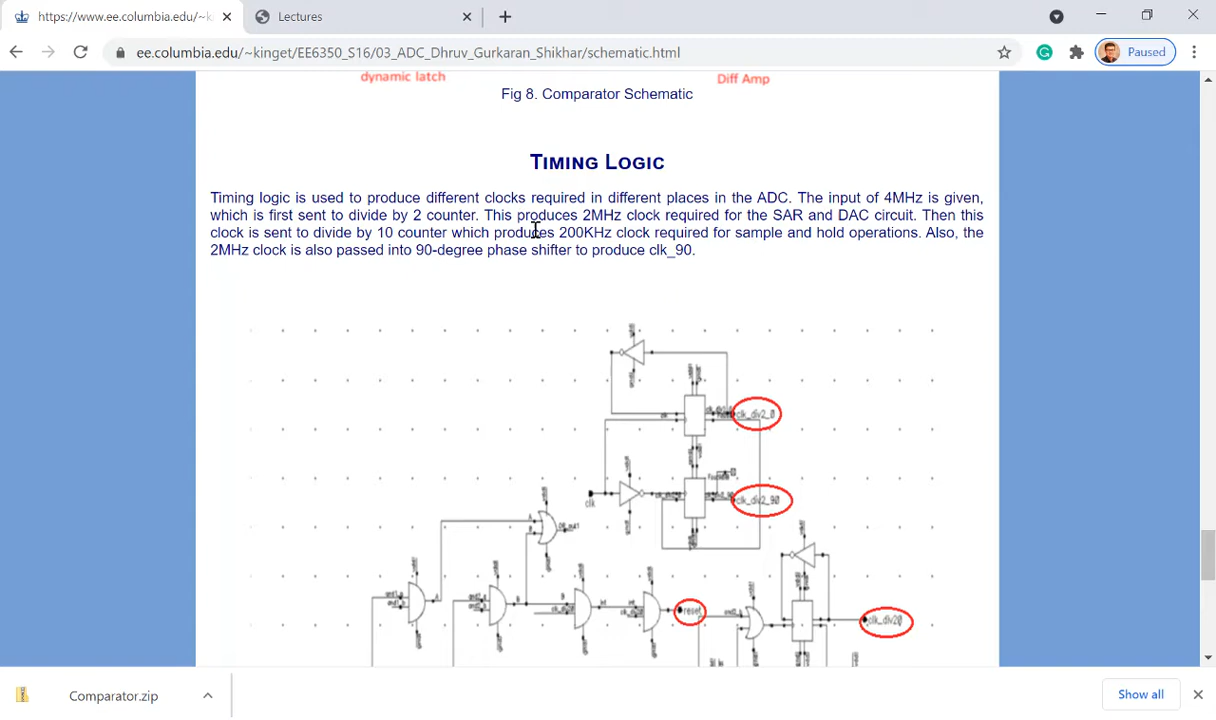 https://www.ee.columbia.edu/~k
Lectures
ee.columbia.edu/~kinget/EE6350_S16/03_ADC_Dhruv_Gurkaran_Shikhar/schematic.html
Paused
dynamic latch
Diff Amp
Fig 8. Comparator Schematic
TIMING LOGIC
Timing logic is used to produce different clocks required in different places in the ADC. The input of 4MHz is given,
which is first sent to divide by 2 counter. This produces 2MHz clock required for the SAR and DAC circuit. Then this
clock is sent to divide by 10 counter which produces 200KHz clock required for sample and hold operations. Also, the
2MHz clock is also passed into 90-degree phase shifter to produce clk_90.
clk_div2_0
clk
clk_div2_90
A
B
reset
clk_div20
Comparator.zip
Show all